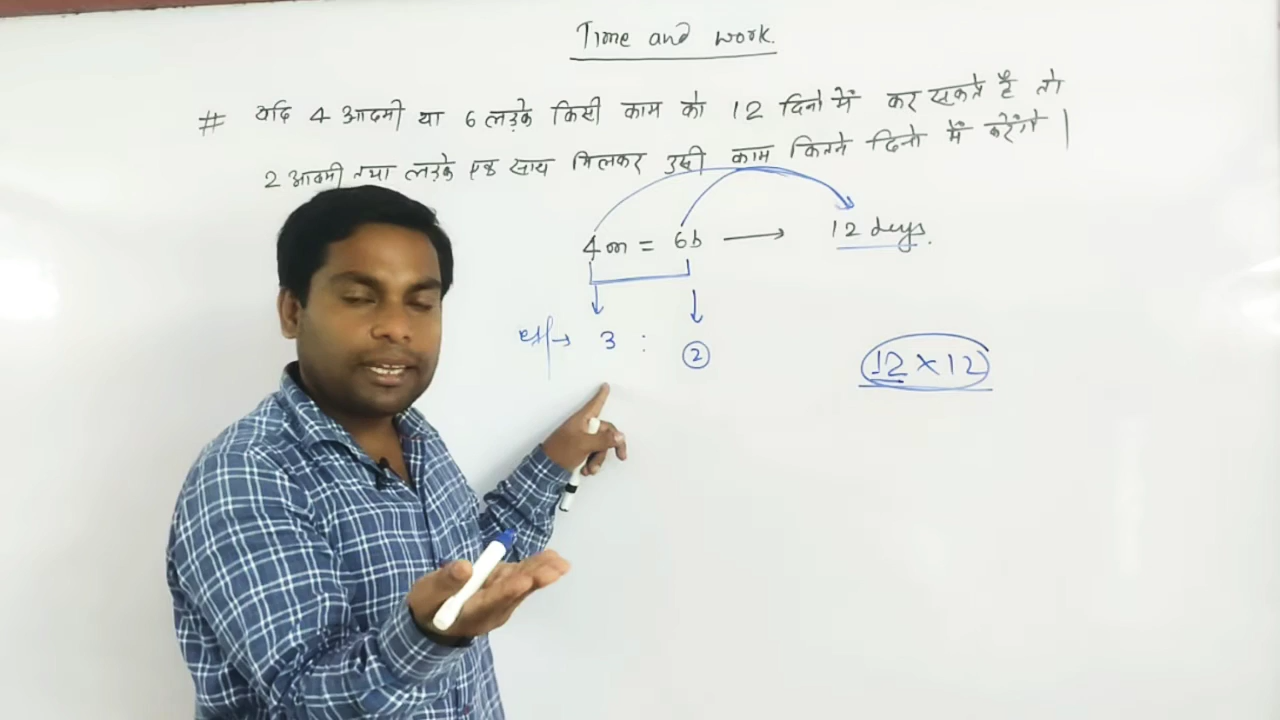 Time and work.
# यदि 4 आदमी या 6 लड़के किसी काम को 12 दिनो में कर सकते है तो
2 आदमी तथा लड़के एक साथ मिलकर उसी काम कितने दिनो में करेंगे |
4m = 6b → 12 days.
eff → 3 : 2
12 × 12